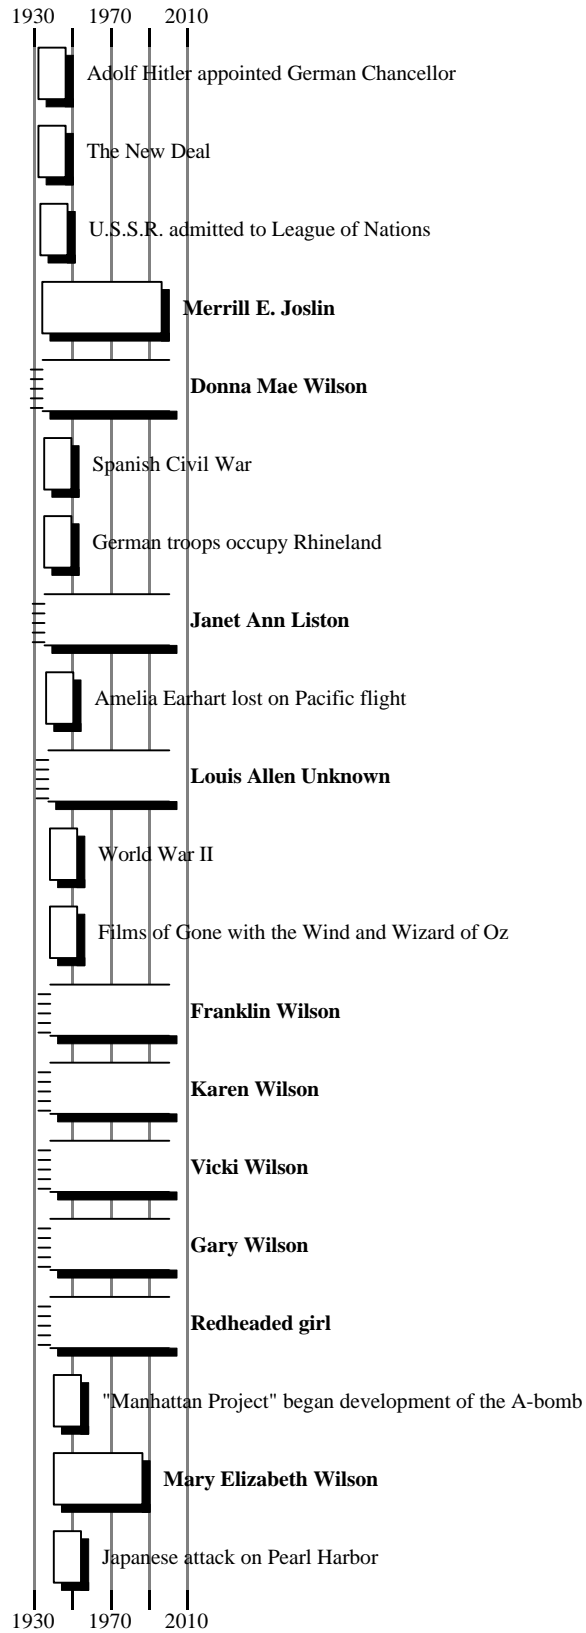 1930 1970 2010
Adolf Hitler appointed German Chancellor
The New Deal
U.S.S.R. admitted to League of Nations
Merrill E. Joslin
Donna Mae Wilson
Spanish Civil War
German troops occupy Rhineland
Janet Ann Liston
Amelia Earhart lost on Pacific flight
Louis Allen Unknown
World War II
Films of Gone with the Wind and Wizard of Oz
Franklin Wilson
Karen Wilson
Vicki Wilson
Gary Wilson
Redheaded girl
"Manhattan Project" began development of the A-bomb
Mary Elizabeth Wilson
Japanese attack on Pearl Harbor
1930 1970 2010